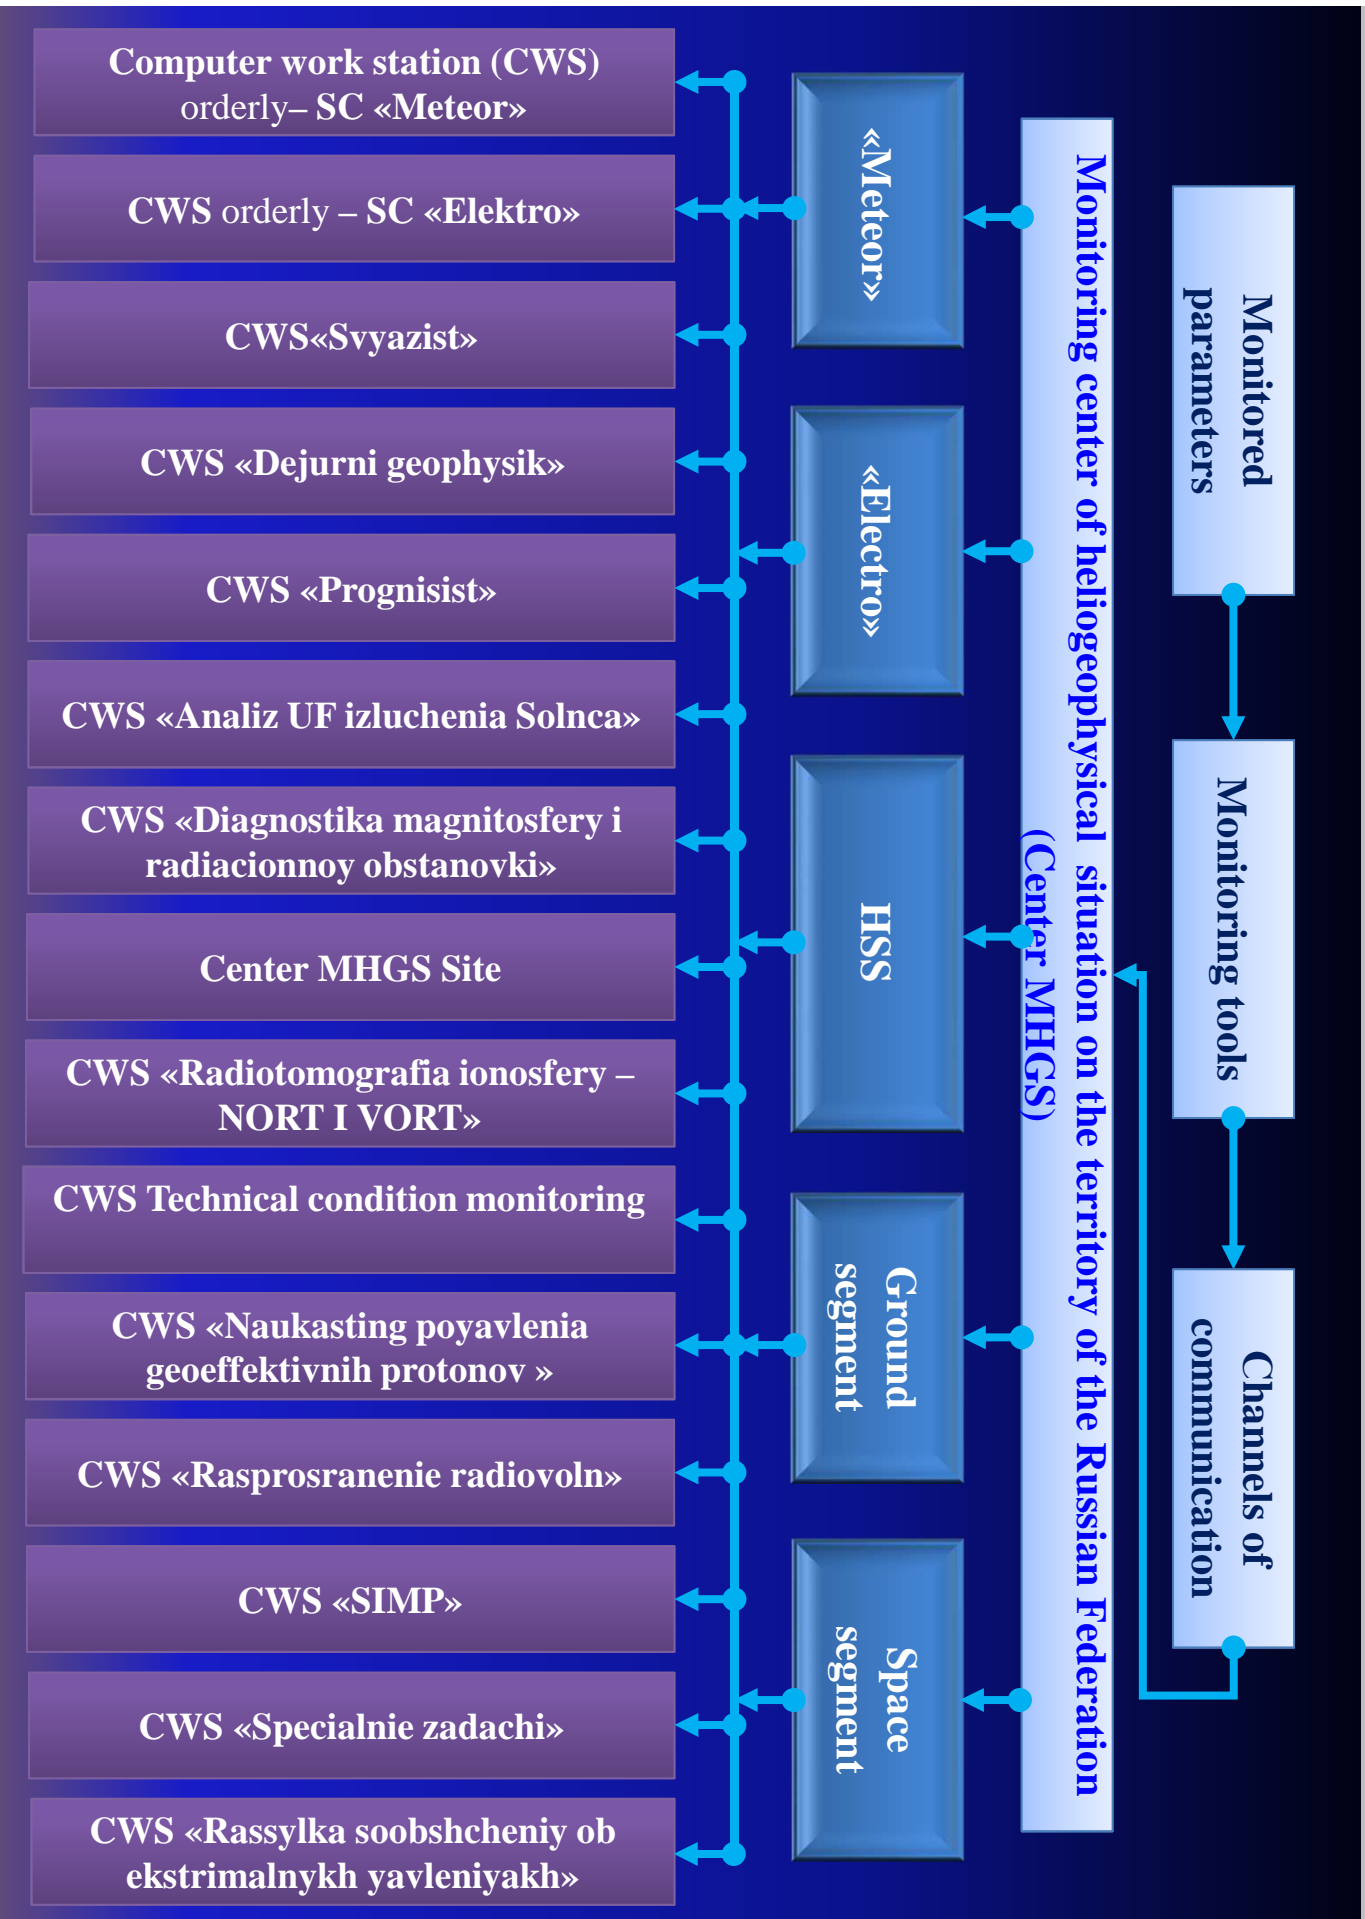 Monitored
parameters
Monitoring tools
Channels of
communication
Monitoring center of heliogeophysical situation on the territory of the Russian Federation
(Center MHGS)
«Meteor»
«Electro»
HSS
Ground
segment
Space
segment
Computer work station (CWS)
orderly– SC «Meteor»
CWS orderly – SC «Elektro»
CWS«Svyazist»
CWS «Dejurni geophysik»
CWS «Prognisist»
CWS «Analiz UF izluchenia Solnca»
CWS «Diagnostika magnitosfery i
radiacionnoy obstanovki»
Center MHGS Site
CWS «Radiotomografia ionosfery –
NORT I VORT»
CWS Technical condition monitoring
CWS «Naukasting poyavlenia
geoeffektivnih protonov »
CWS «Rasprosranenie radiovoln»
CWS «SIMP»
CWS «Specialnie zadachi»
CWS «Rassylka soobshcheniy ob
ekstrimalnykh yavleniyakh»